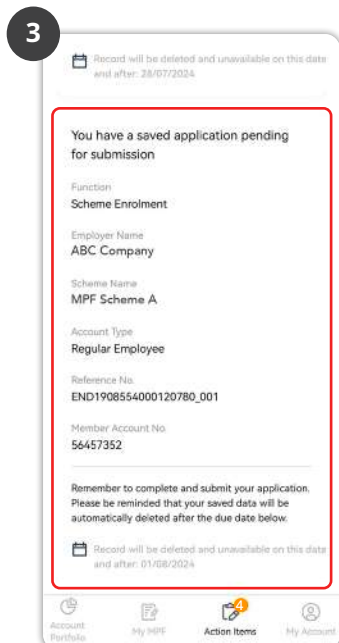 3
Record will be deleted and unavailable on this date
and after: 28/07/2024
You have a saved application pending
for submission
Function
Scheme Enrolment
Employer Name
ABC Company
Scheme Name
MPF Scheme A
Account Type
Regular Employee
Reference No.
END1908554000120780_001
Member Account No.
56457352
Remember to complete and submit your application.
Please be reminded that your saved data will be
automatically deleted after the due date below.
Record will be deleted and unavailable on this date
and after: 01/08/2024
4
Account
Portfolio
My MPF
Action Items
My Account